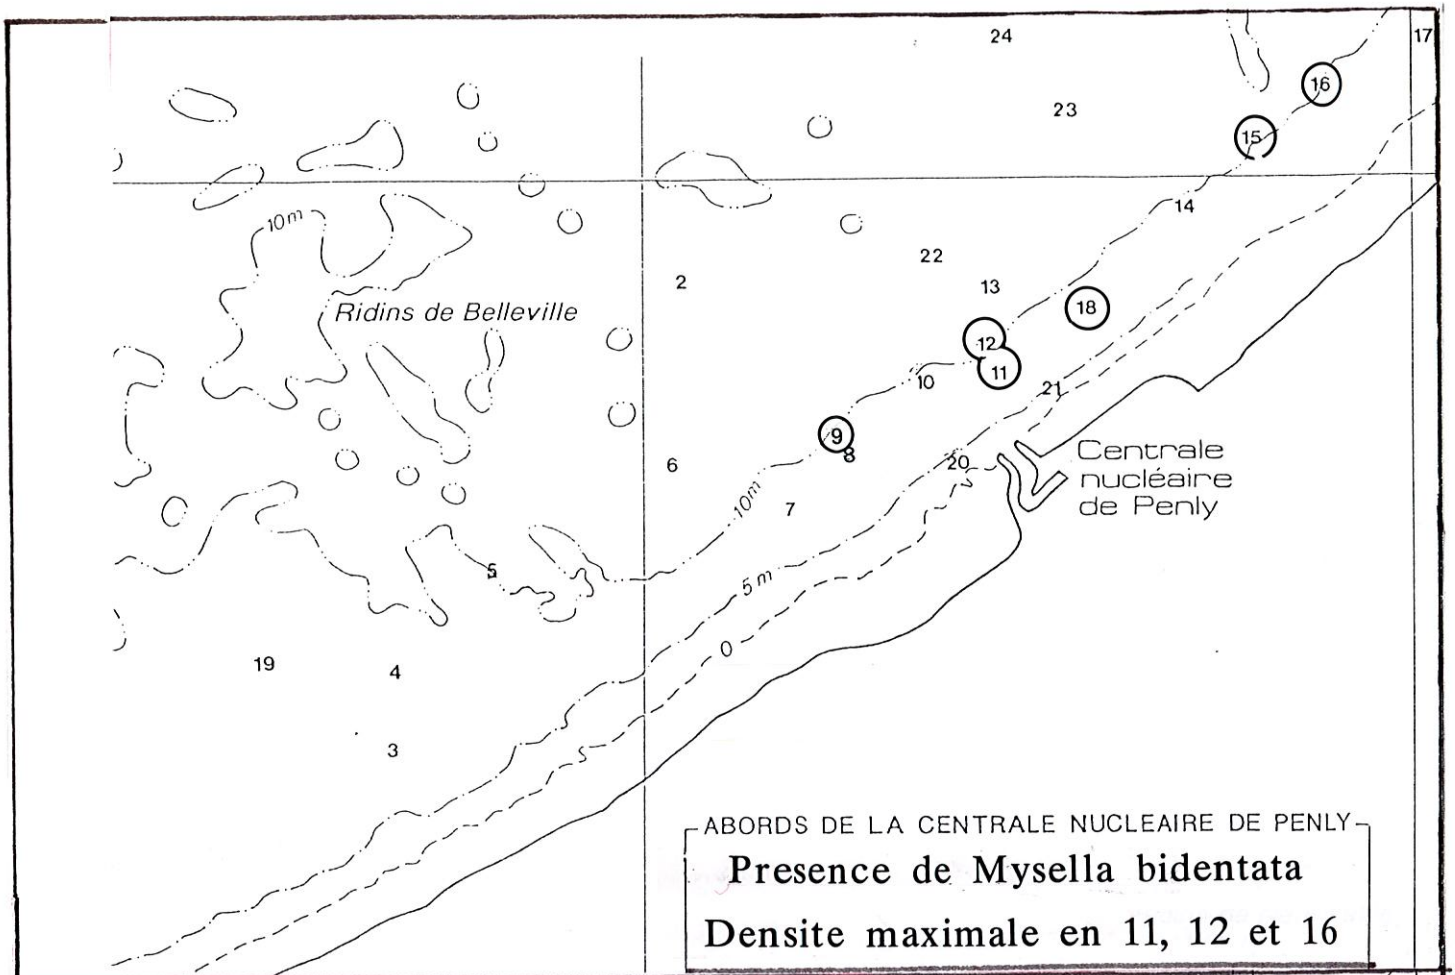 24
17
16
23
15
14
10m
22
2
13
Ridins de Belleville
18
12
11
10
21
9
8
6
20
Centrale
nucléaire
de Penly
10m
7
5
5 m
0
19
4
3
ABORDS DE LA CENTRALE NUCLEAIRE DE PENLY
Presence de Mysella bidentata
Densite maximale en 11, 12 et 16